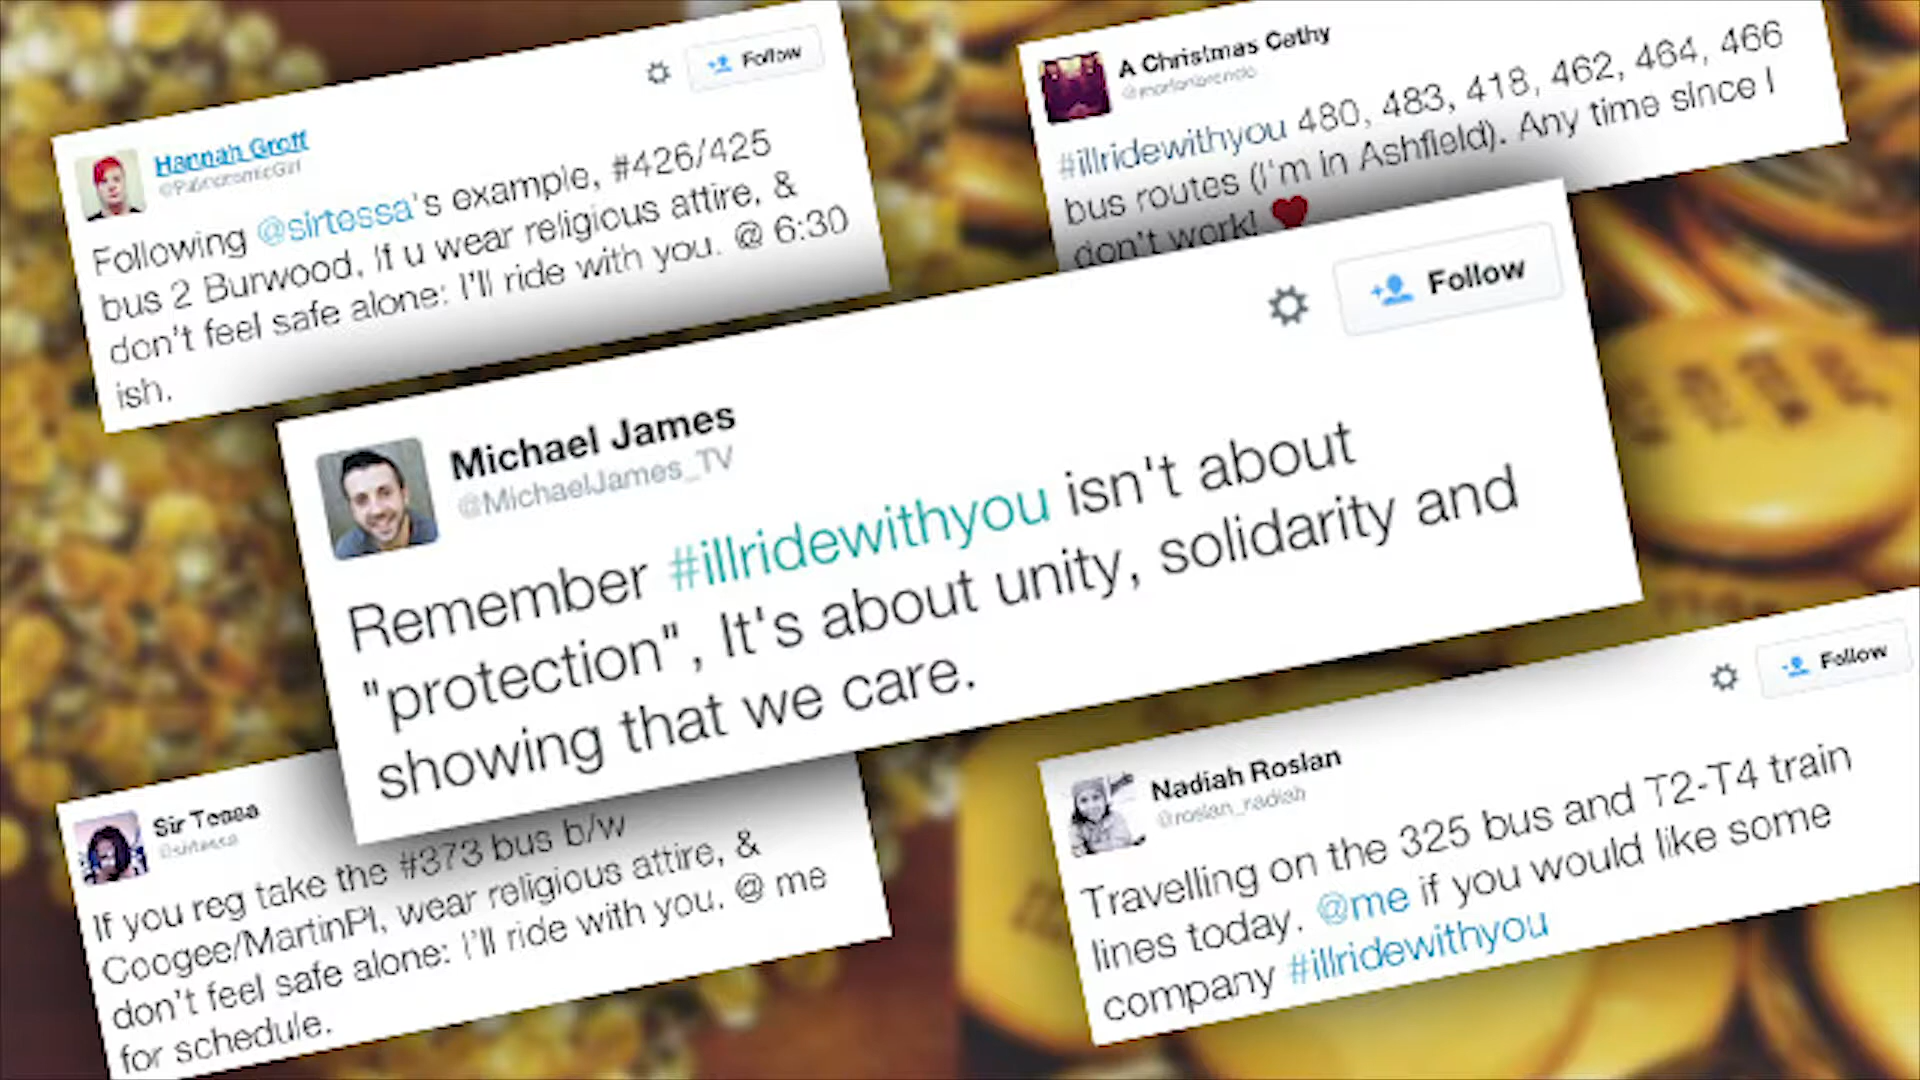 Follow
Hannah Groff
Following @sirtessa's example, #426/425
bus 2 Burwood, If u wear religious attire, &
don't feel safe alone: I'll ride with you. @ 6:30
ish.
A Christmas Cathy
@marlonbrendo
#illridewithyou 480, 483, 418, 462, 464, 466
bus routes (I'm in Ashfield). Any time since I
don't work!
Follow
Michael James
@MichaelJames_TV
Remember #illridewithyou isn't about
"protection", It's about unity, solidarity and
showing that we care.
Sir Tessa
@sirtessa
If you reg take the #373 bus b/w
Coogee/MartinPl, wear religious attire, &
don't feel safe alone: I'll ride with you. @ me
for schedule.
Follow
Nadiah Roslan
@roslan_nadiah
Travelling on the 325 bus and T2-T4 train
lines today. @me if you would like some
company #illridewithyou